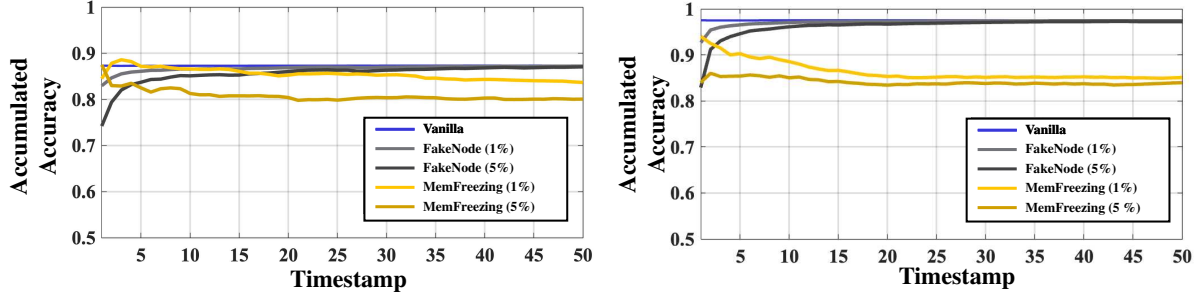 Accumulated
Accuracy
1
0.9
0.8
0.7
0.6
0.5
Vanilla
FakeNode (1%)
FakeNode (5%)
MemFreezing (1%)
MemFreezing (5%)
5 10 15 20 25 30 35 40 45 50
Timestamp
Accumulated
Accuracy
1
0.9
0.8
0.7
0.6
0.5
Vanilla
FakeNode (1%)
FakeNode (5%)
MemFreezing (1%)
MemFreezing (5 %)
5 10 15 20 25 30 35 40 45 50
Timestamp